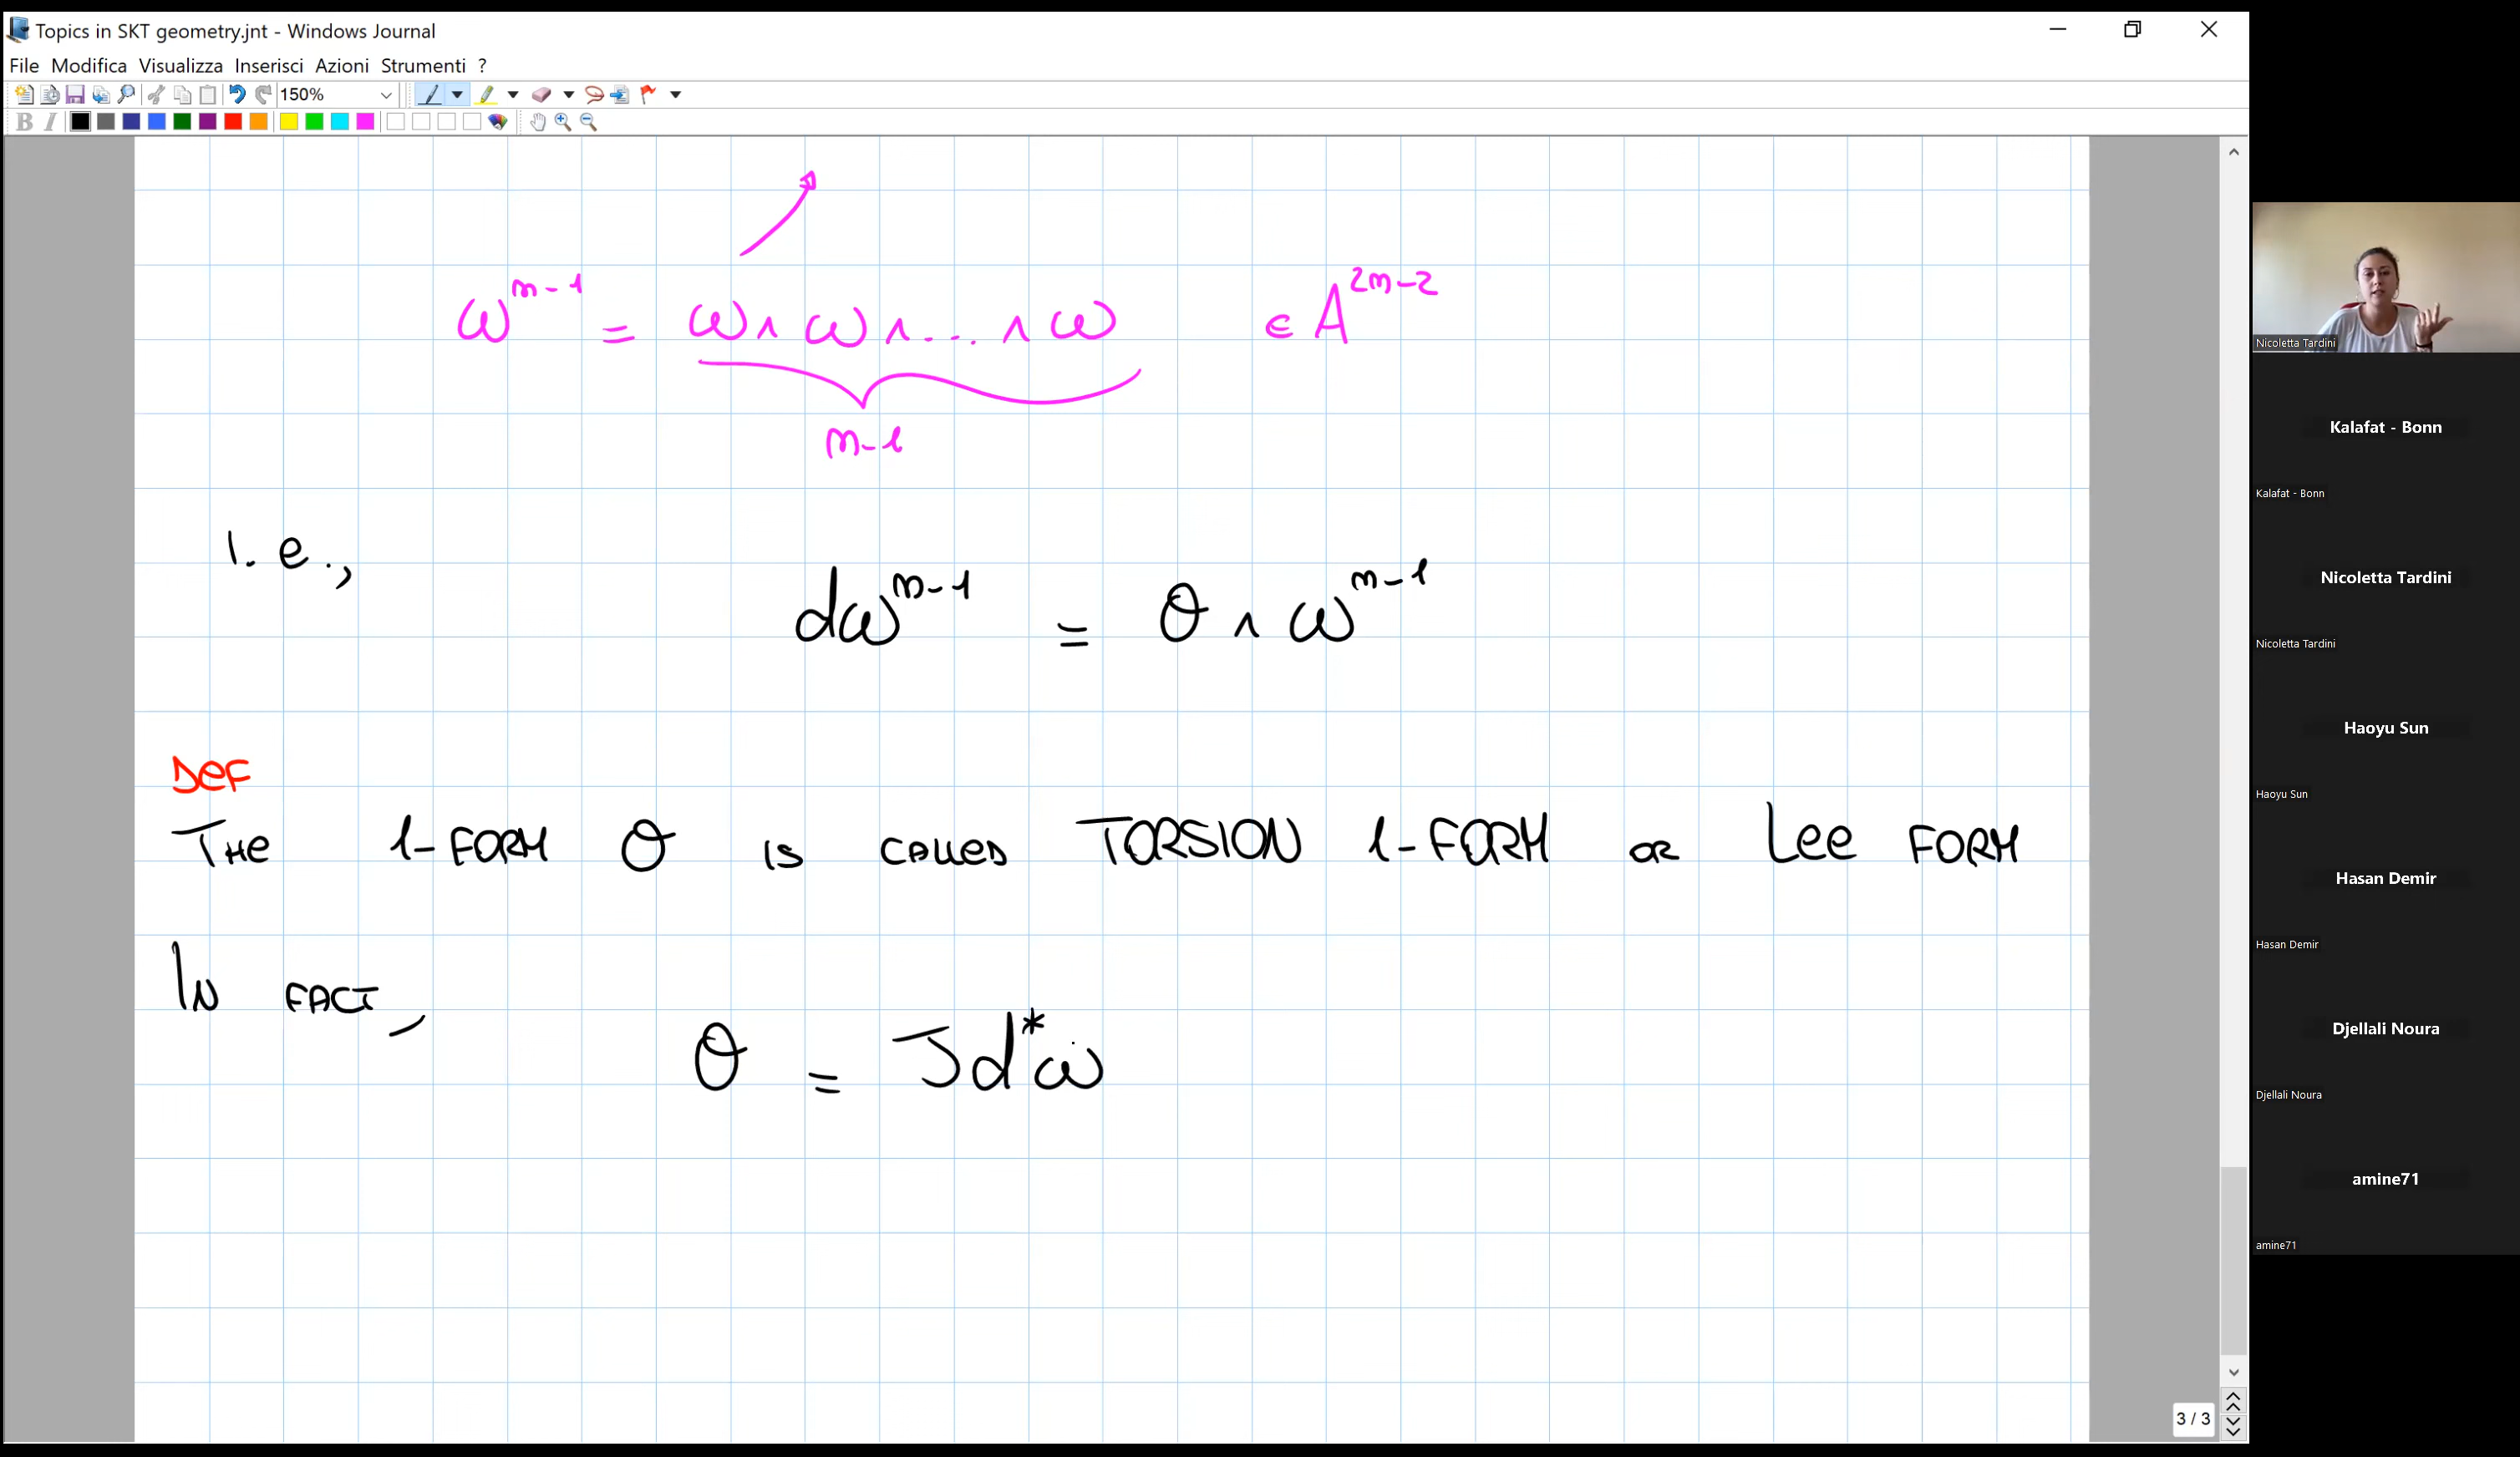 Topics in SKT geometry.jnt - Windows Journal
File Modifica Visualizza Inserisci Azioni Strumenti ?
150%
B I
ω^{m-1} = ω ∧ ω ∧ ... ∧ ω ∈ A^{2m-2}
m-1
I.e.,
dω^{m-1} = θ ∧ ω^{m-1}
Def
THE 1-FORM θ IS CALLED TORSION 1-FORM OR Lee FORM
IN FACT,
θ = Jd*ω
3 / 3
Nicoletta Tardini
Kalafat - Bonn
Kalafat - Bonn
Nicoletta Tardini
Nicoletta Tardini
Haoyu Sun
Haoyu Sun
Hasan Demir
Hasan Demir
Djellali Noura
Djellali Noura
amine71
amine71